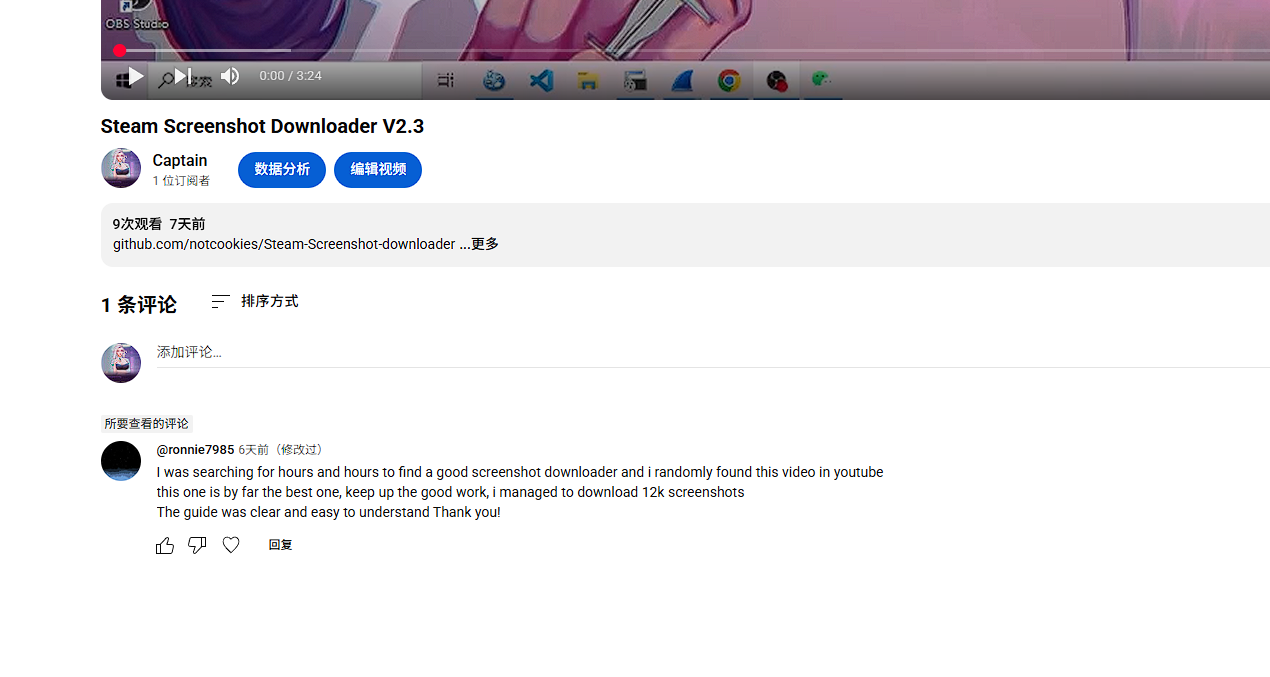 OBS Studio
搜索
0:00 / 3:24
Steam Screenshot Downloader V2.3
Captain
1 位订阅者
数据分析
编辑视频
9次观看 7天前
github.com/notcookies/Steam-Screenshot-downloader ...更多
1 条评论
排序方式
添加评论...
所要查看的评论
@ronnie7985 6天前（修改过）
I was searching for hours and hours to find a good screenshot downloader and i randomly found this video in youtube
this one is by far the best one, keep up the good work, i managed to download 12k screenshots
The guide was clear and easy to understand Thank you!
回复